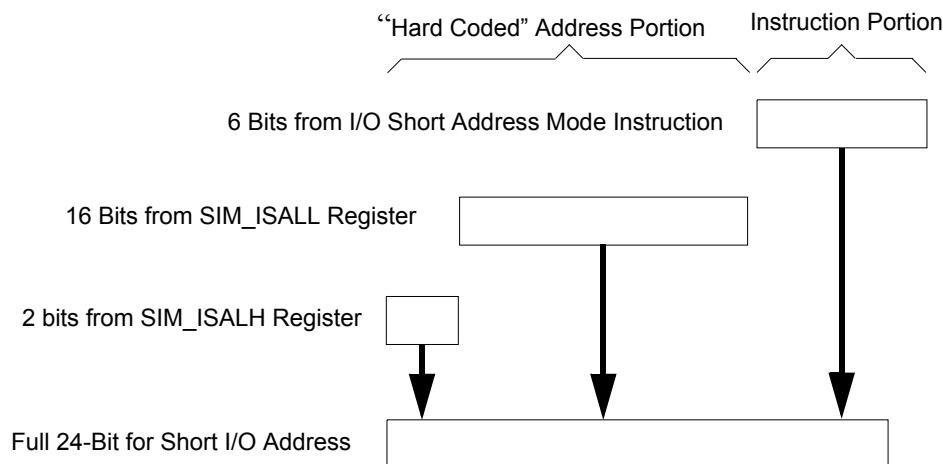 “Hard Coded” Address Portion
Instruction Portion
6 Bits from I/O Short Address Mode Instruction
16 Bits from SIM_ISALL Register
2 bits from SIM_ISALH Register
Full 24-Bit for Short I/O Address